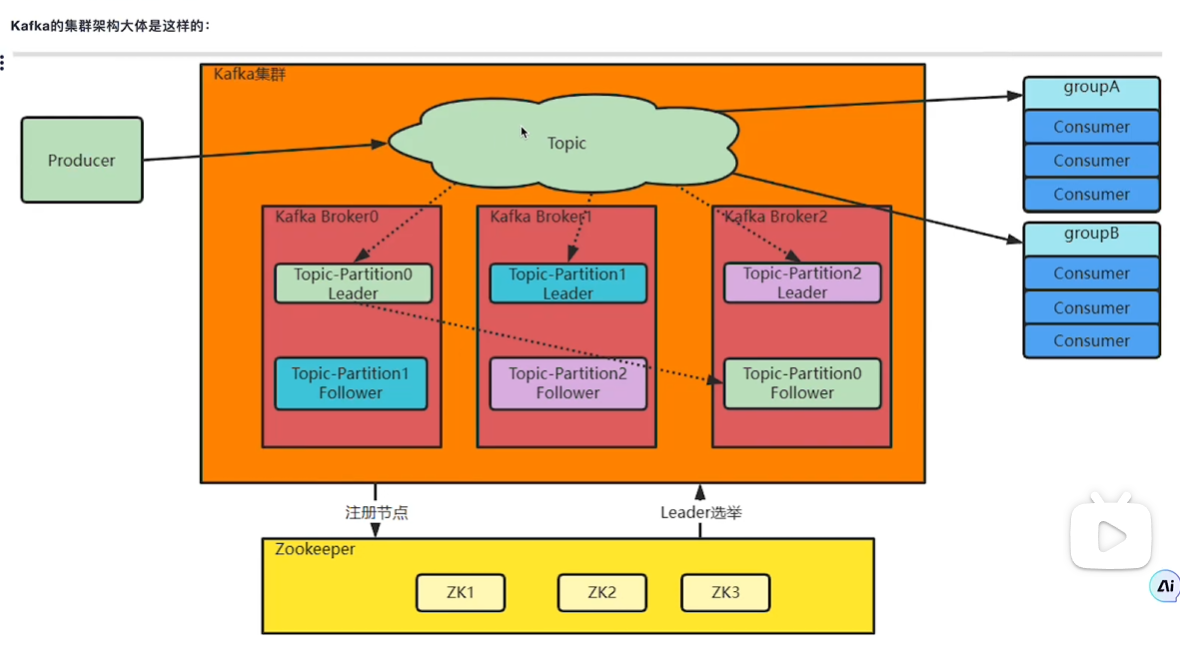 Kafka的集群架构大体是这样的：
Kafka集群
Producer
Topic
groupA
Consumer
Consumer
Consumer
groupB
Consumer
Consumer
Consumer
Kafka Broker0
Topic-Partition0
Leader
Topic-Partition1
Follower
Kafka Broker1
Topic-Partition1
Leader
Topic-Partition2
Follower
Kafka Broker2
Topic-Partition2
Leader
Topic-Partition0
Follower
注册节点
Leader选举
Zookeeper
ZK1
ZK2
ZK3
Ai